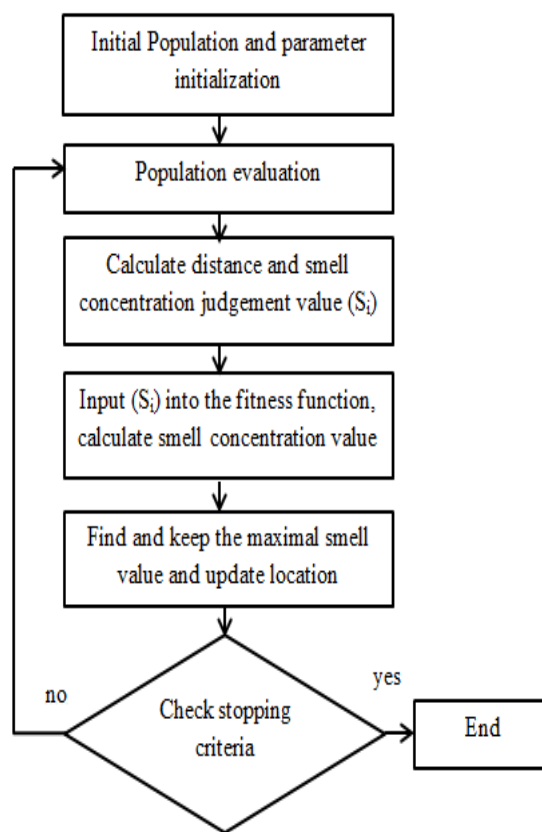 Initial Population and parameter
initialization
Population evaluation
Calculate distance and smell
concentration judgement value (Sᵢ)
Input (Sᵢ) into the fitness function,
calculate smell concentration value
Find and keep the maximal smell
value and update location
no
yes
Check stopping
criteria
End